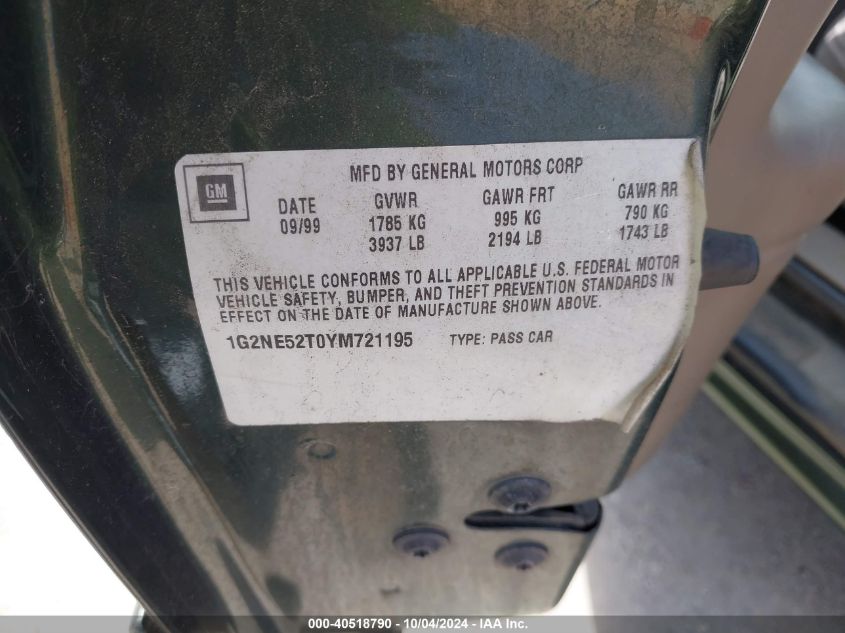 MFD BY GENERAL MOTORS CORP
GM
DATE GVWR GAWR FRT GAWR RR
09/99 1785 KG 995 KG 790 KG
3937 LB 2194 LB 1743 LB
THIS VEHICLE CONFORMS TO ALL APPLICABLE U.S. FEDERAL MOTOR
VEHICLE SAFETY, BUMPER, AND THEFT PREVENTION STANDARDS IN
EFFECT ON THE DATE OF MANUFACTURE SHOWN ABOVE.
1G2NE52T0YM721195 TYPE: PASS CAR
000-40518790 - 10/04/2024 - IAA Inc.